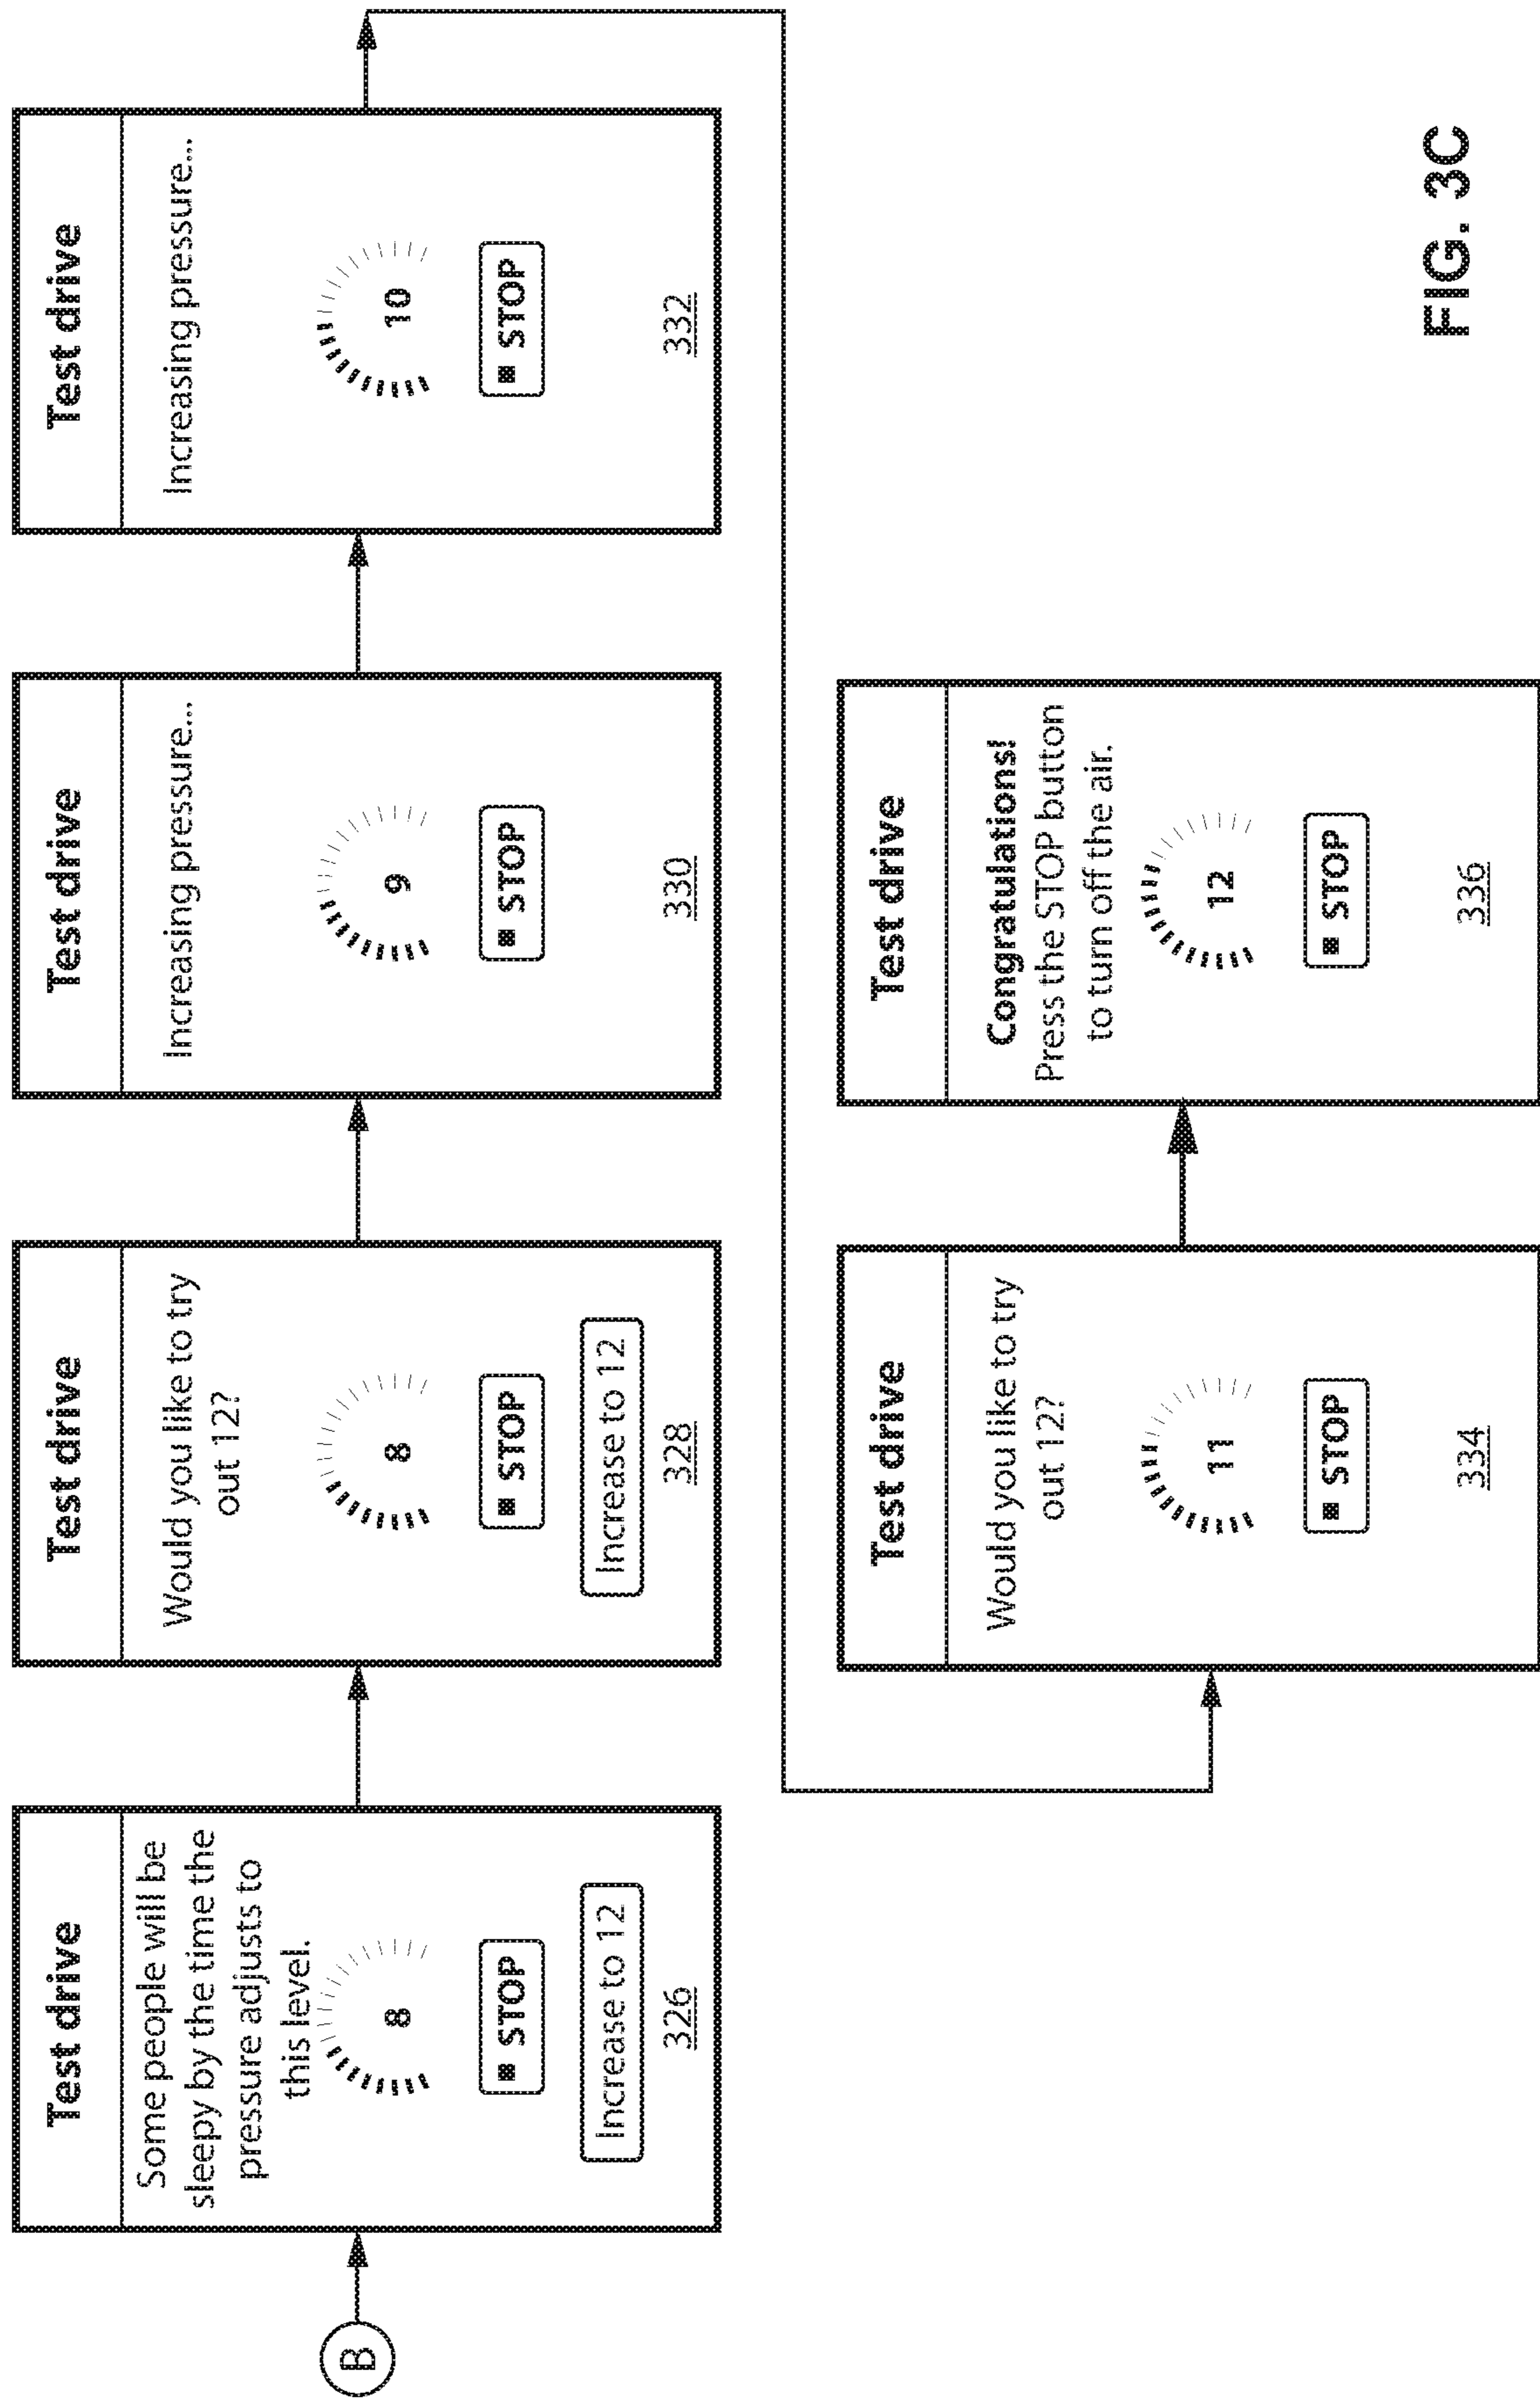 B
Test drive
Some people will be
sleepy by the time the
pressure adjusts to
this level.
8
STOP
Increase to 12
326
Test drive
Would you like to try
out 12?
8
STOP
Increase to 12
328
Test drive
Increasing pressure...
9
STOP
330
Test drive
Increasing pressure...
10
STOP
332
Test drive
Would you like to try
out 12?
11
STOP
334
Test drive
Congratulations!
Press the STOP button
to turn off the air.
12
STOP
336
FIG. 3C